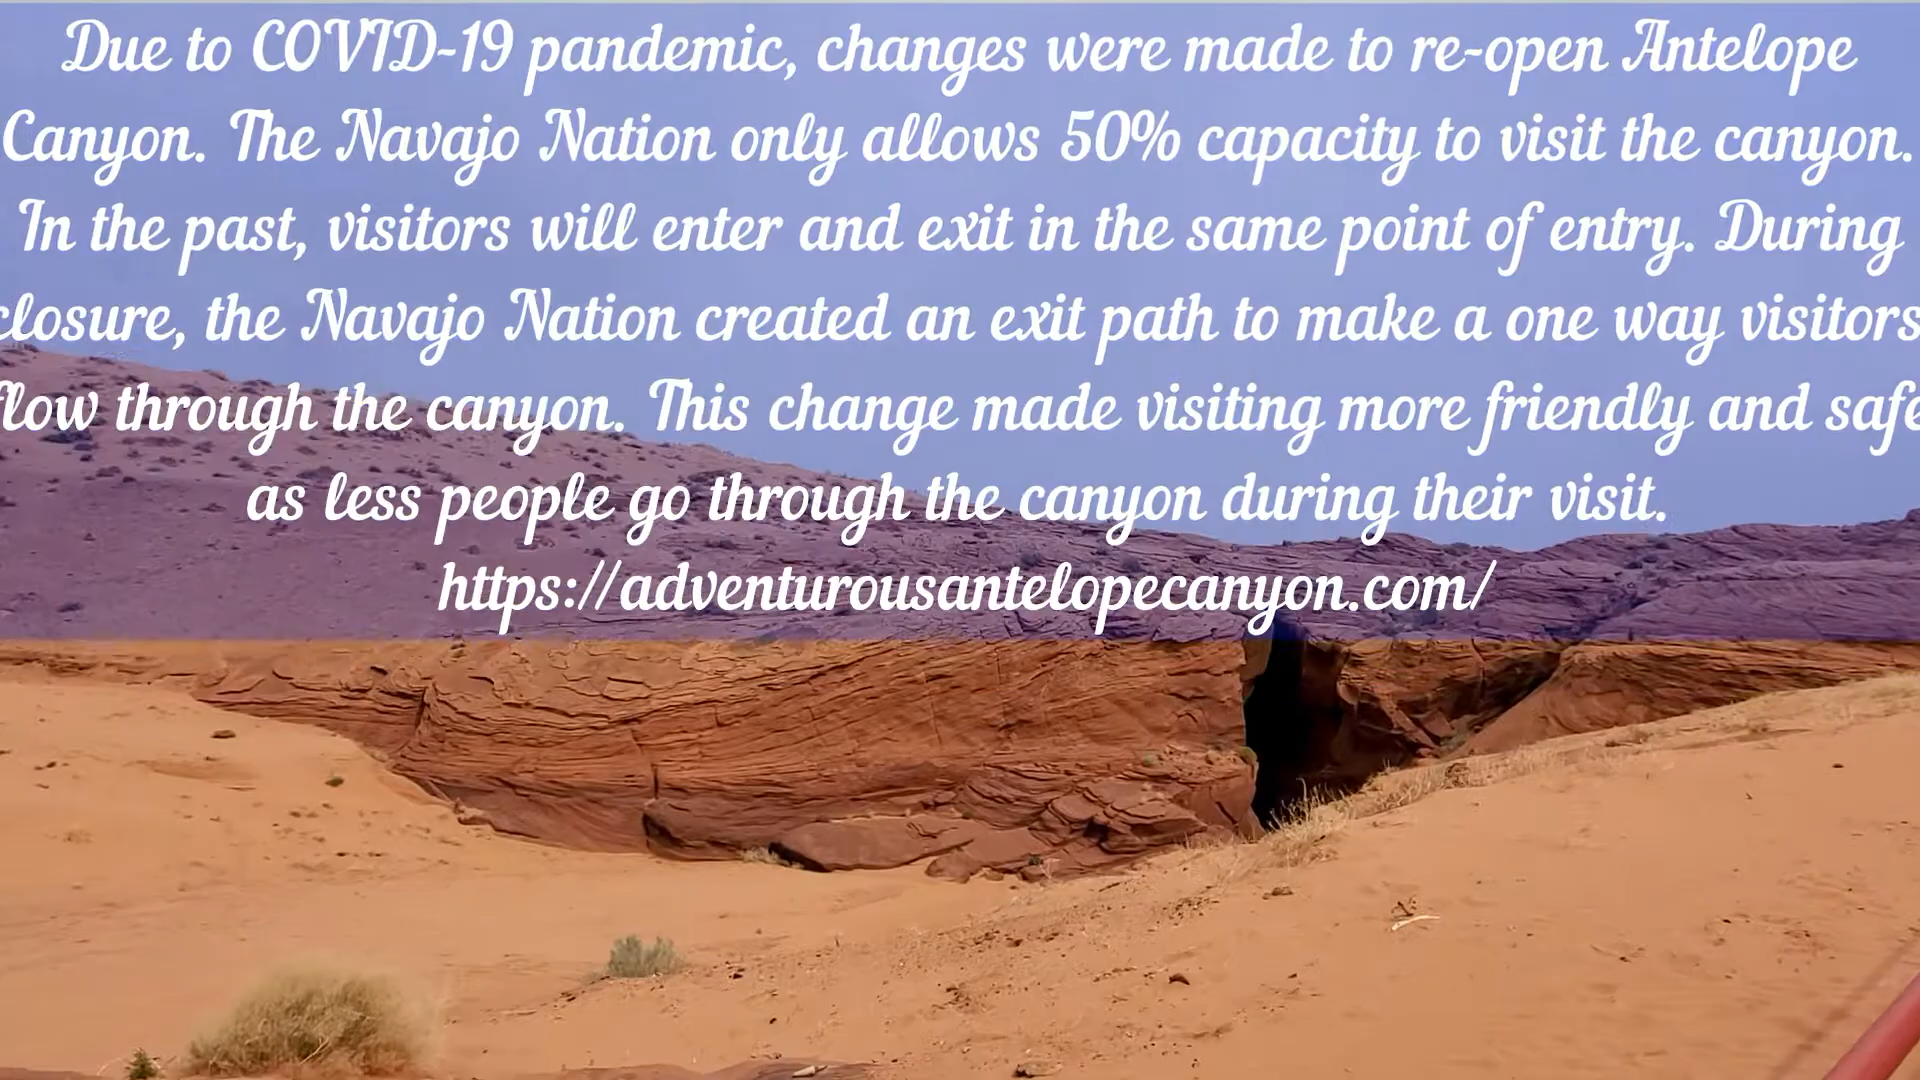 Due to COVID-19 pandemic, changes were made to re-open Antelope
Canyon. The Navajo Nation only allows 50% capacity to visit the canyon.
In the past, visitors will enter and exit in the same point of entry. During
closure, the Navajo Nation created an exit path to make a one way visitors
flow through the canyon. This change made visiting more friendly and safe
as less people go through the canyon during their visit.
https://adventurousantelopecanyon.com/